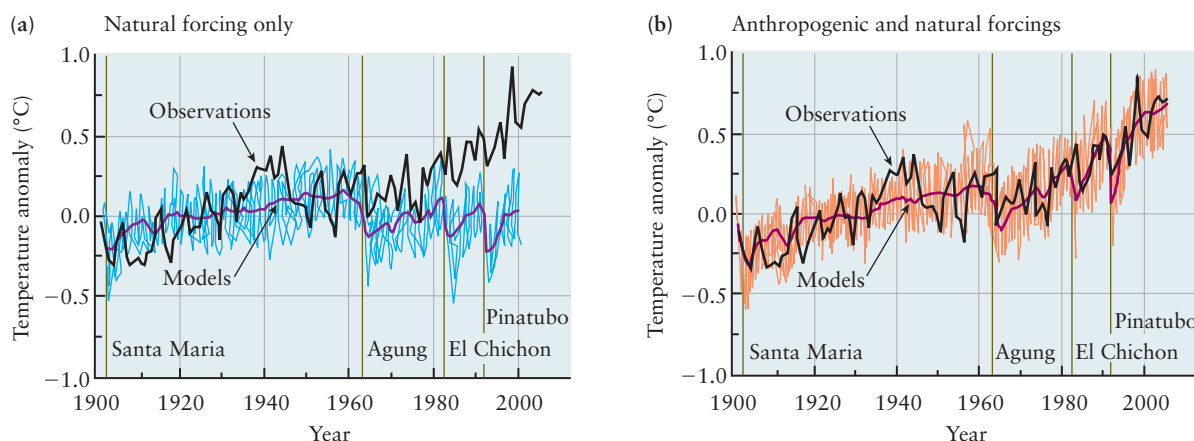 (a) Natural forcing only
1.0
0.5
0.0
−0.5
−1.0
Temperature anomaly (°C)
Observations
Models
Santa Maria
Agung
El Chichon
Pinatubo
1900 1920 1940 1960 1980 2000
Year
(b) Anthropogenic and natural forcings
1.0
0.5
0.0
−0.5
−1.0
Temperature anomaly (°C)
Observations
Models
Santa Maria
Agung
El Chichon
Pinatubo
1900 1920 1940 1960 1980 2000
Year